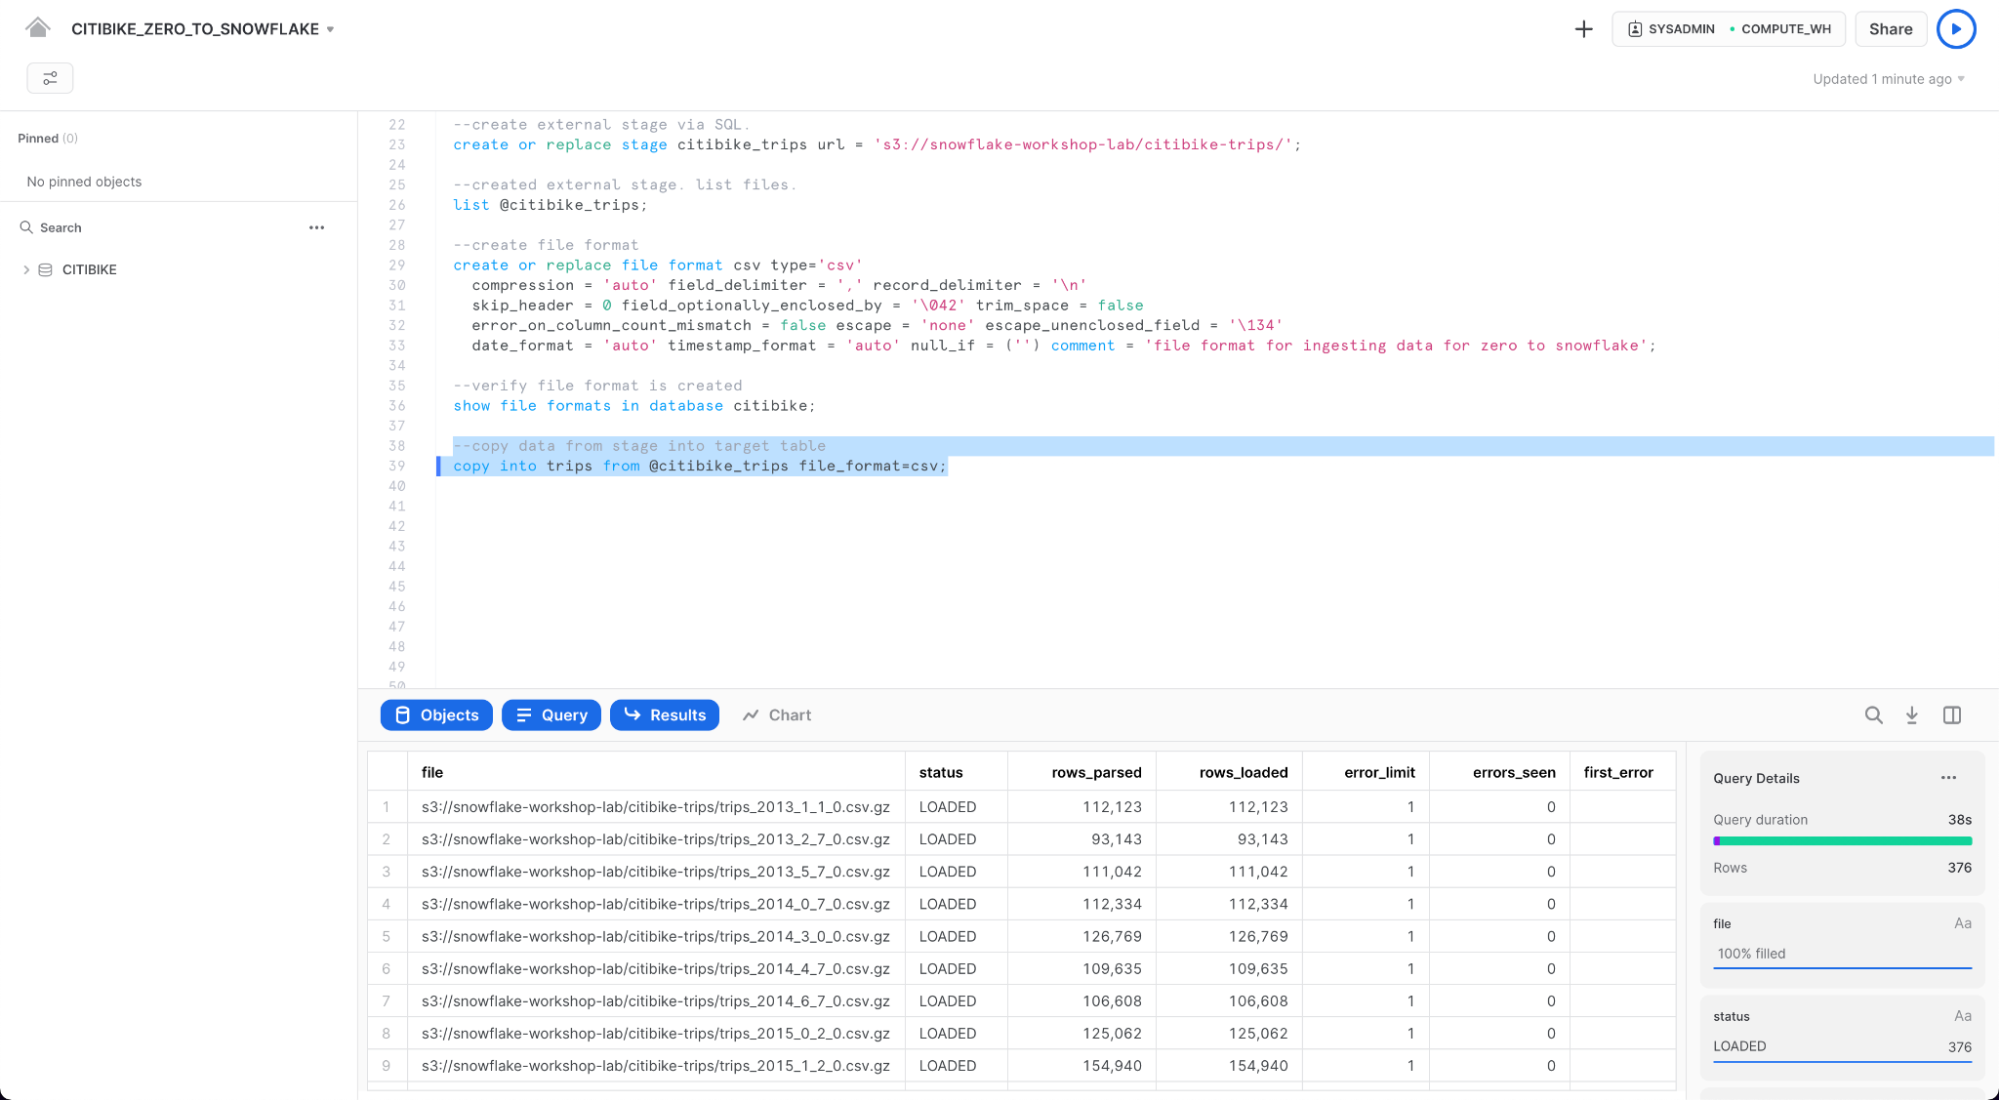 CITIBIKE_ZERO_TO_SNOWFLAKE
SYSADMIN COMPUTE_WH Share
Updated 1 minute ago
Pinned (0)
No pinned objects
Search
CITIBIKE
22 --create external stage via SQL.
23 create or replace stage citibike_trips url = 's3://snowflake-workshop-lab/citibike-trips/';
24
25 --created external stage. list files.
26 list @citibike_trips;
27
28 --create file format
29 create or replace file format csv type='csv'
30 compression = 'auto' field_delimiter = ',' record_delimiter = '\n'
31 skip_header = 0 field_optionally_enclosed_by = '\042' trim_space = false
32 error_on_column_count_mismatch = false escape = 'none' escape_unenclosed_field = '\134'
33 date_format = 'auto' timestamp_format = 'auto' null_if = ('') comment = 'file format for ingesting data for zero to snowflake';
34
35 --verify file format is created
36 show file formats in database citibike;
37
38 --copy data from stage into target table
39 copy into trips from @citibike_trips file_format=csv;
40
41
42
43
44
45
46
47
48
49
50
Objects Query Results Chart
file status rows_parsed rows_loaded error_limit errors_seen first_error
1 s3://snowflake-workshop-lab/citibike-trips/trips_2013_1_1_0.csv.gz LOADED 112,123 112,123 1 0
2 s3://snowflake-workshop-lab/citibike-trips/trips_2013_2_7_0.csv.gz LOADED 93,143 93,143 1 0
3 s3://snowflake-workshop-lab/citibike-trips/trips_2013_5_7_0.csv.gz LOADED 111,042 111,042 1 0
4 s3://snowflake-workshop-lab/citibike-trips/trips_2014_0_7_0.csv.gz LOADED 112,334 112,334 1 0
5 s3://snowflake-workshop-lab/citibike-trips/trips_2014_3_0_0.csv.gz LOADED 126,769 126,769 1 0
6 s3://snowflake-workshop-lab/citibike-trips/trips_2014_4_7_0.csv.gz LOADED 109,635 109,635 1 0
7 s3://snowflake-workshop-lab/citibike-trips/trips_2014_6_7_0.csv.gz LOADED 106,608 106,608 1 0
8 s3://snowflake-workshop-lab/citibike-trips/trips_2015_0_2_0.csv.gz LOADED 125,062 125,062 1 0
9 s3://snowflake-workshop-lab/citibike-trips/trips_2015_1_2_0.csv.gz LOADED 154,940 154,940 1 0
Query Details
Query duration 38s
Rows 376
file Aa
100% filled
status Aa
LOADED 376